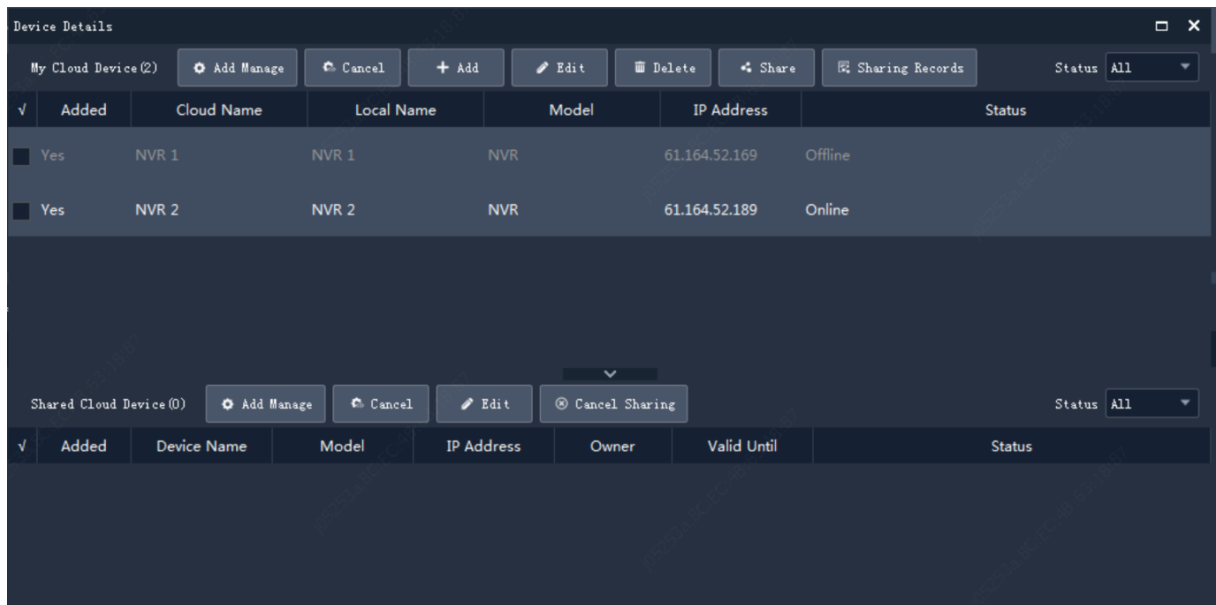 Device Details
My Cloud Device(2) Add Manage Cancel Add Edit Delete Share Sharing Records Status All
√ Added Cloud Name Local Name Model IP Address Status
Yes NVR 1 NVR 1 NVR 61.164.52.169 Offline
Yes NVR 2 NVR 2 NVR 61.164.52.189 Online
Shared Cloud Device(0) Add Manage Cancel Edit Cancel Sharing Status All
√ Added Device Name Model IP Address Owner Valid Until Status